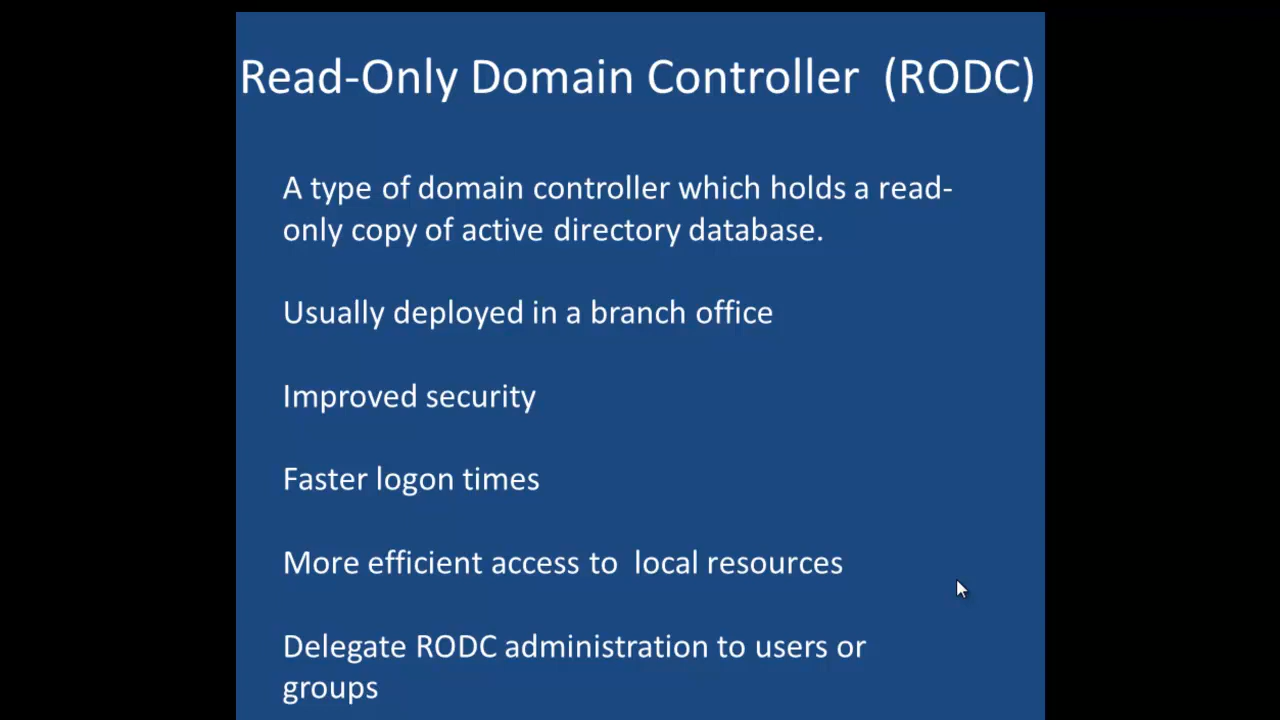 Read-Only Domain Controller  (RODC)
A type of domain controller which holds a read-
only copy of active directory database.
Usually deployed in a branch office
Improved security
Faster logon times
More efficient access to  local resources
Delegate RODC administration to users or
groups